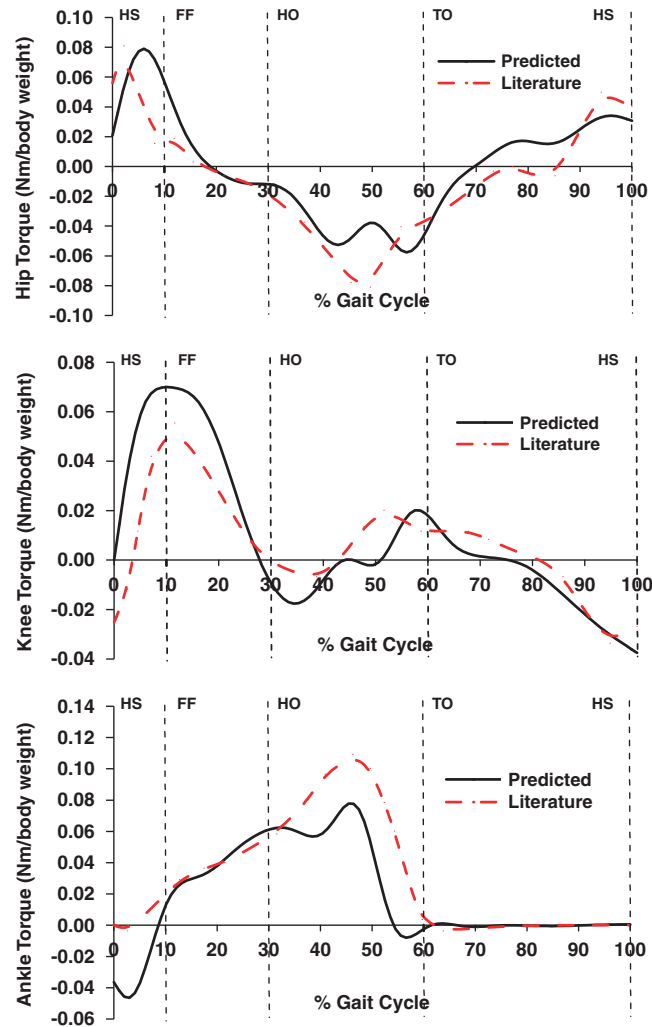 HS FF HO TO HS
0.10
0.08
0.06
0.04
0.02
0.00
-0.02
-0.04
-0.06
-0.08
-0.10
Hip Torque (Nm/body weight)
Predicted
Literature
0 10 20 30 40 50 60 70 80 90 100
% Gait Cycle
HS FF HO TO HS
0.08
0.06
0.04
0.02
0.00
-0.02
-0.04
Knee Torque (Nm/body weight)
Predicted
Literature
0 10 20 30 40 50 60 70 80 90 100
% Gait Cycle
HS FF HO TO HS
0.14
0.12
0.10
0.08
0.06
0.04
0.02
0.00
-0.02
-0.04
-0.06
Ankle Torque (Nm/body weight)
Predicted
Literature
0 10 20 30 40 50 60 70 80 90 100
% Gait Cycle